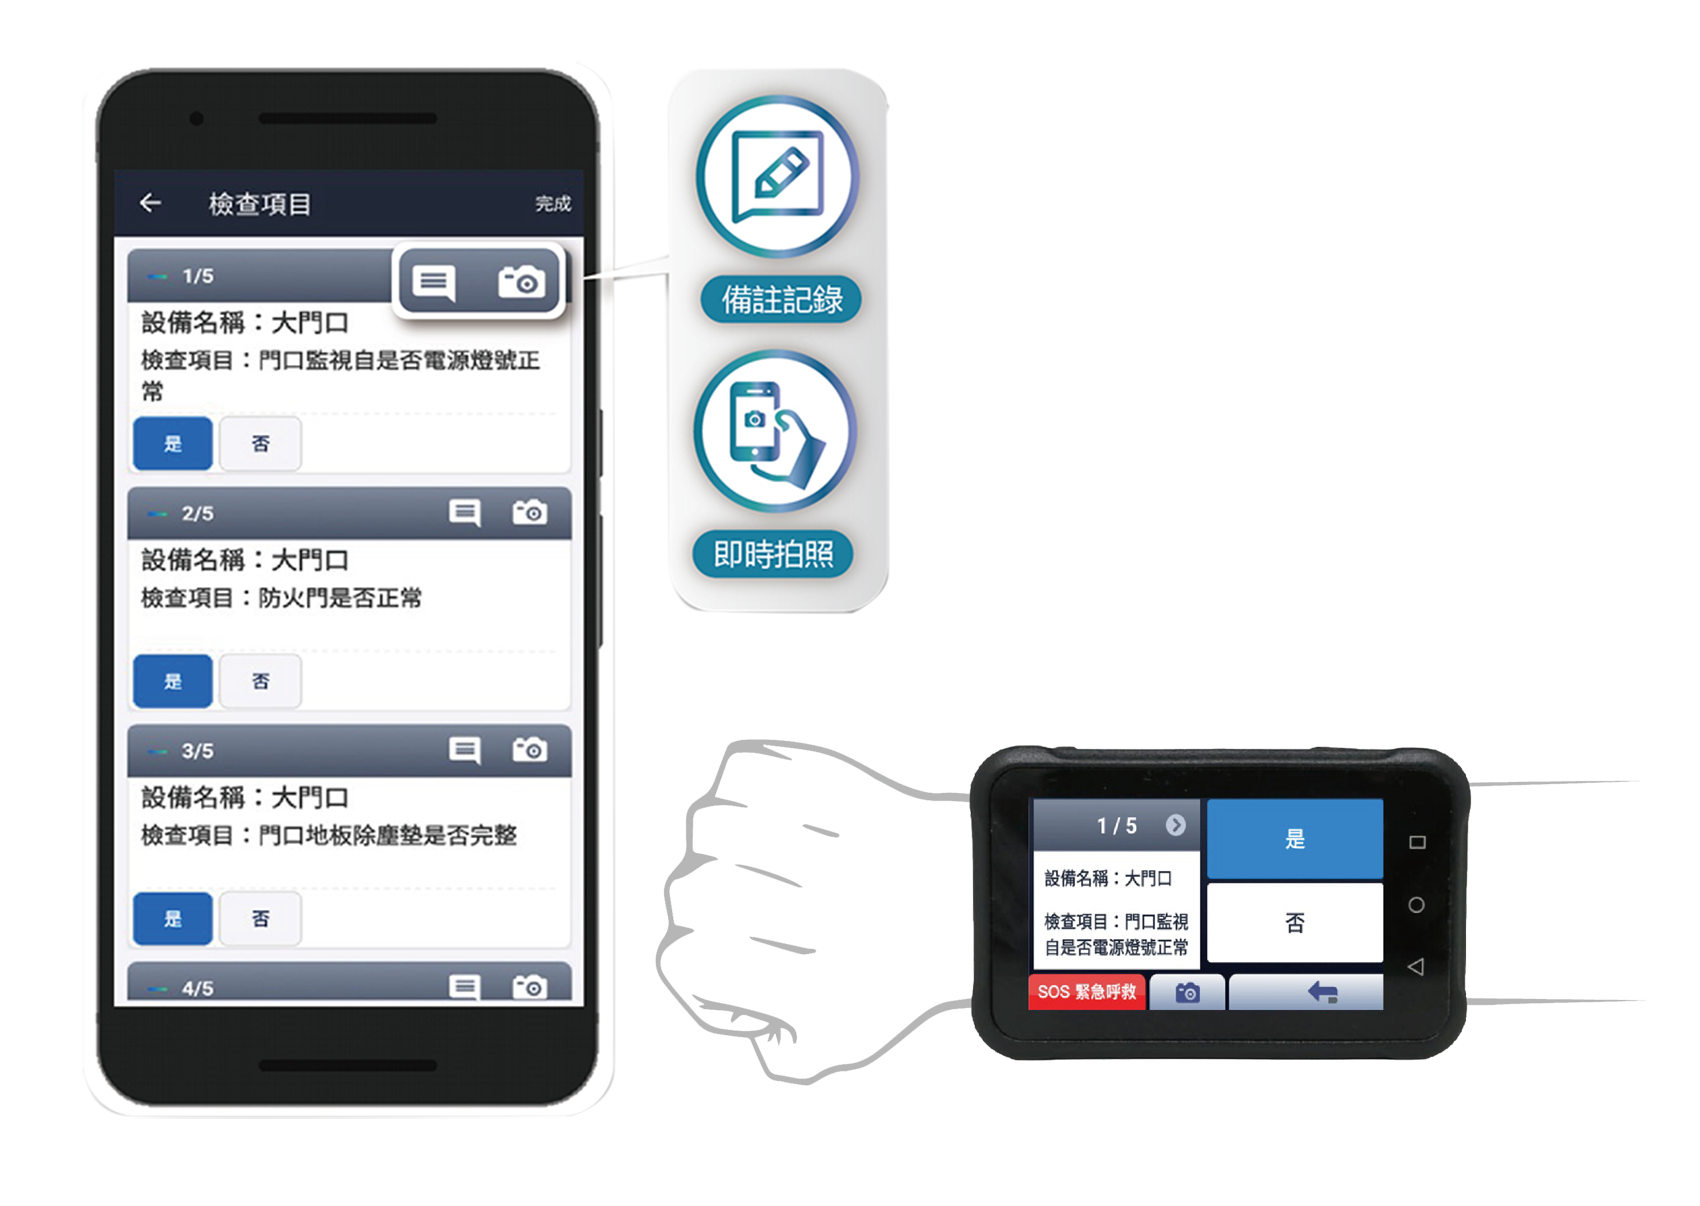 檢查項目
完成
1/5
設備名稱：大門口
檢查項目：門口監視自是否電源燈號正
常
是
否
2/5
設備名稱：大門口
檢查項目：防火門是否正常
是
否
3/5
設備名稱：大門口
檢查項目：門口地板除塵墊是否完整
是
否
4/5
備註記錄
即時拍照
1 / 5
設備名稱：大門口
檢查項目：門口監視
自是否電源燈號正常
是
否
SOS 緊急呼救